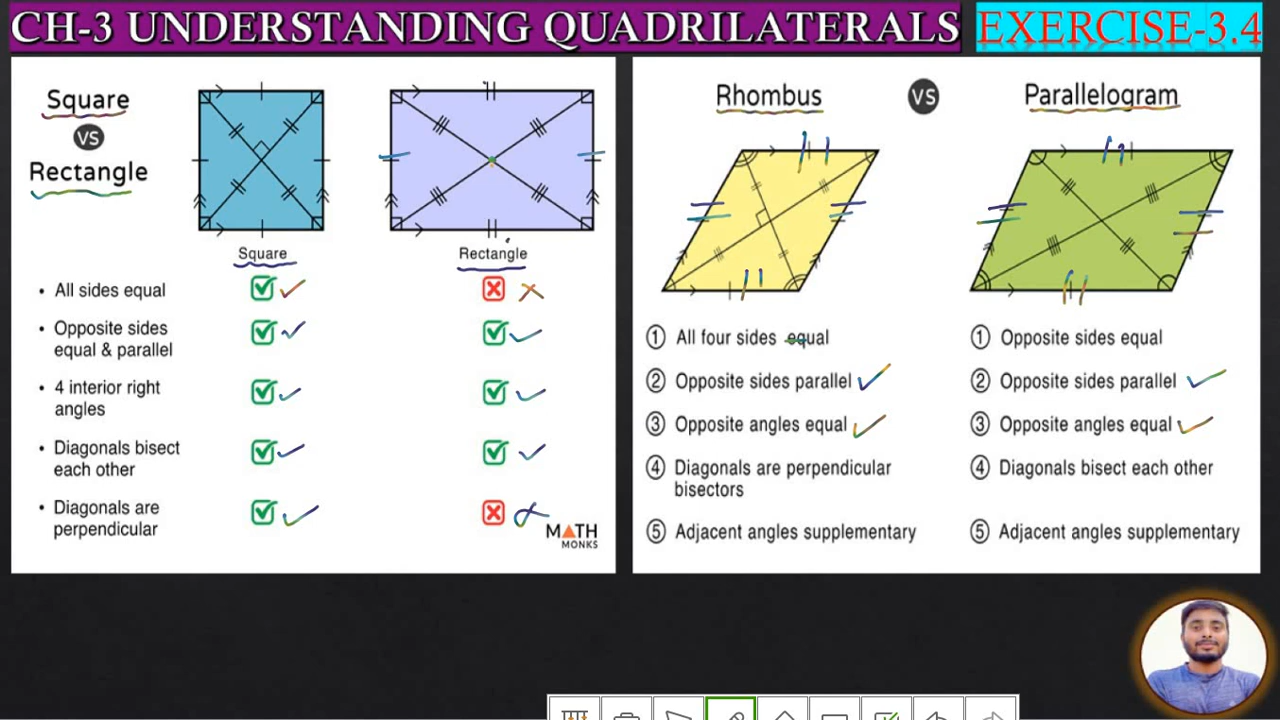 CH-3 UNDERSTANDING QUADRILATERALS EXERCISE-3.4
Square
VS
Rectangle
Square
Rectangle
• All sides equal
• Opposite sides
equal & parallel
• 4 interior right
angles
• Diagonals bisect
each other
• Diagonals are
perpendicular
MATH
MONKS
Rhombus
VS
Parallelogram
① All four sides equal
② Opposite sides parallel
③ Opposite angles equal
④ Diagonals are perpendicular
bisectors
⑤ Adjacent angles supplementary
① Opposite sides equal
② Opposite sides parallel
③ Opposite angles equal
④ Diagonals bisect each other
⑤ Adjacent angles supplementary